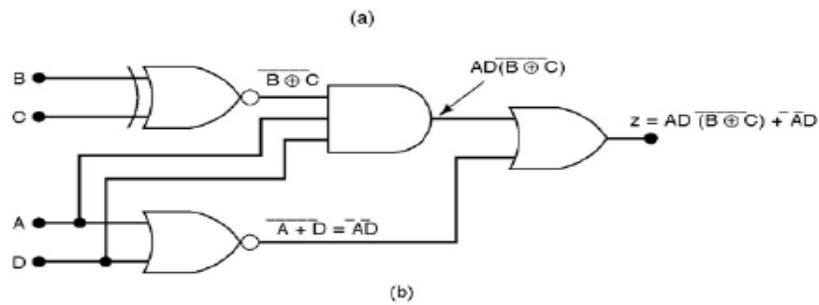 (a)
B
C
B ⊕ C
AD(B̅ ̅⊕̅ ̅C̅)
z = AD (B̅ ̅⊕̅ ̅C̅) + A̅D̅
A
D
A̅ ̅+̅ ̅D̅ = A̅D̅
(b)